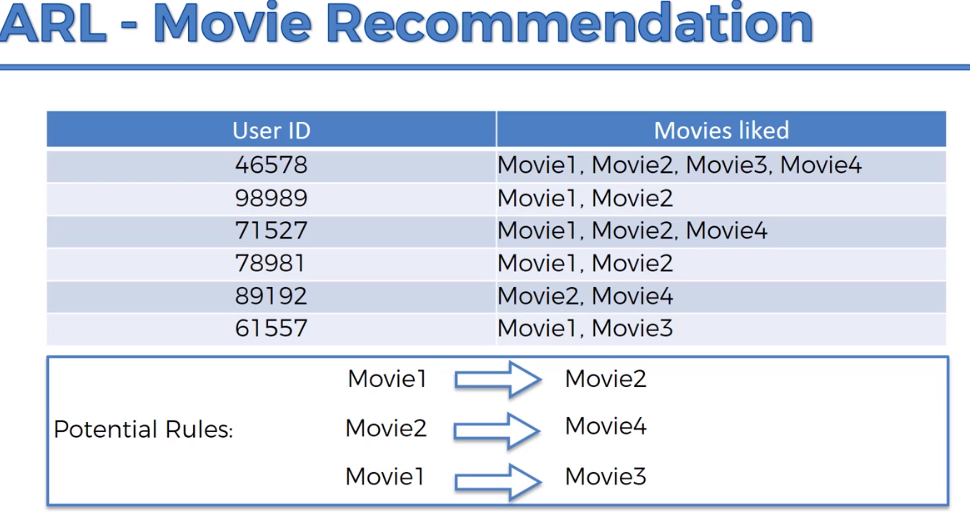 ARL - Movie Recommendation
User ID Movies liked
46578 Movie1, Movie2, Movie3, Movie4
98989 Movie1, Movie2
71527 Movie1, Movie2, Movie4
78981 Movie1, Movie2
89192 Movie2, Movie4
61557 Movie1, Movie3
Movie1 Movie2
Potential Rules: Movie2 Movie4
Movie1 Movie3